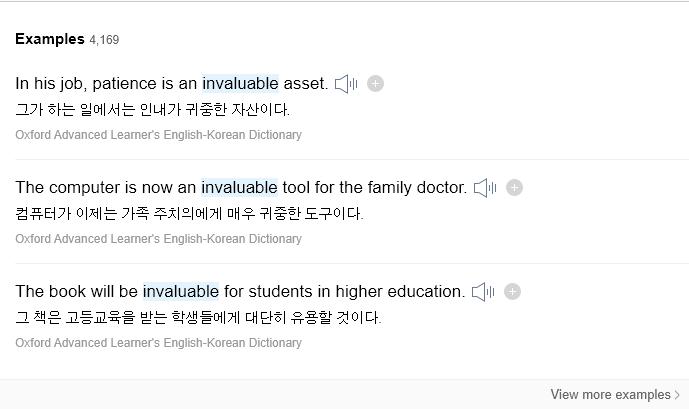 Examples 4,169
In his job, patience is an invaluable asset.
그가 하는 일에서는 인내가 귀중한 자산이다.
Oxford Advanced Learner's English-Korean Dictionary
The computer is now an invaluable tool for the family doctor.
컴퓨터가 이제는 가족 주치의에게 매우 귀중한 도구이다.
Oxford Advanced Learner's English-Korean Dictionary
The book will be invaluable for students in higher education.
그 책은 고등교육을 받는 학생들에게 대단히 유용할 것이다.
Oxford Advanced Learner's English-Korean Dictionary
View more examples